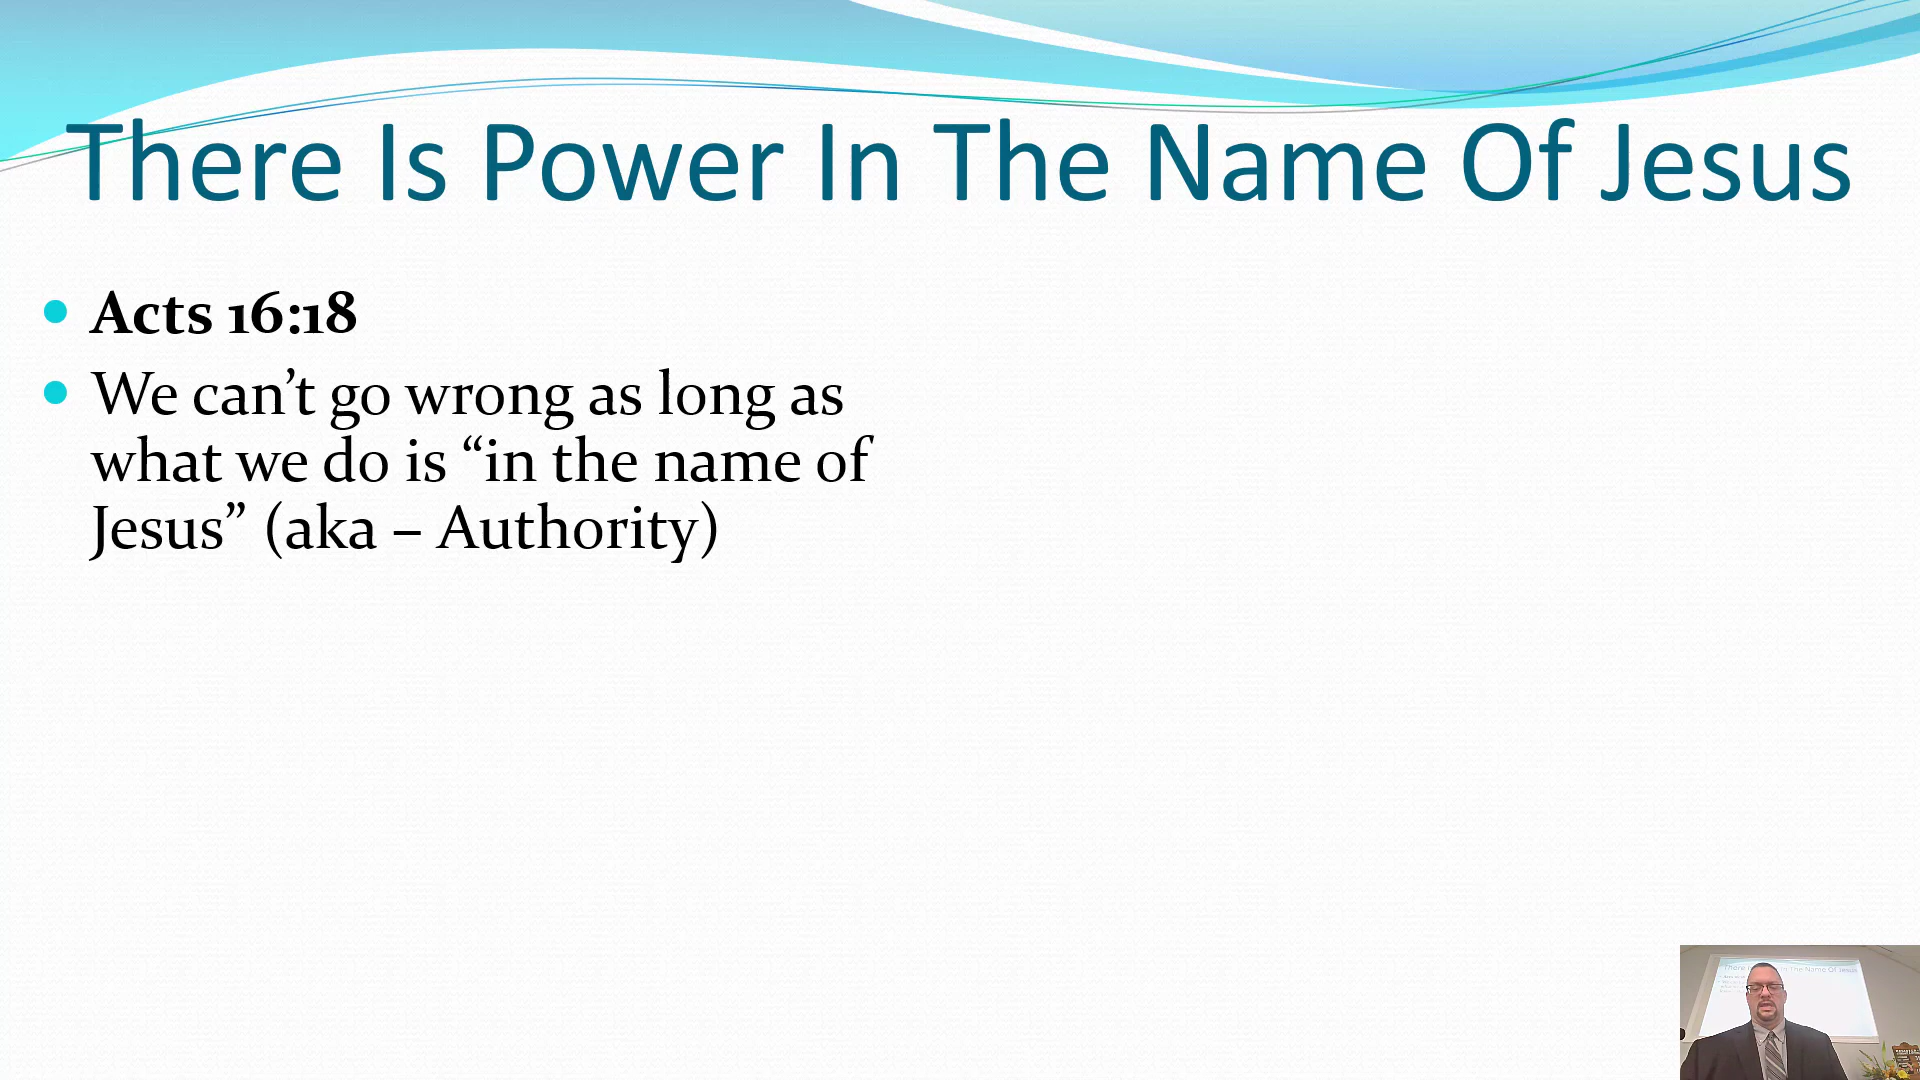 There Is Power In The Name Of Jesus
Acts 16:18
We can’t go wrong as long as
what we do is “in the name of
Jesus” (aka – Authority)